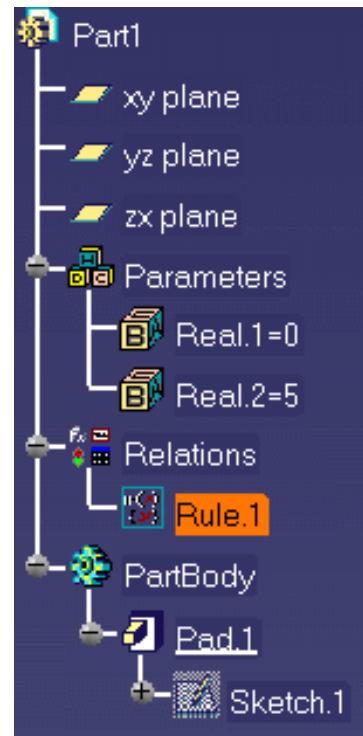 Part1
xy plane
yz plane
zx plane
Parameters
Real.1=0
Real.2=5
Relations
Rule.1
PartBody
Pad.1
Sketch.1